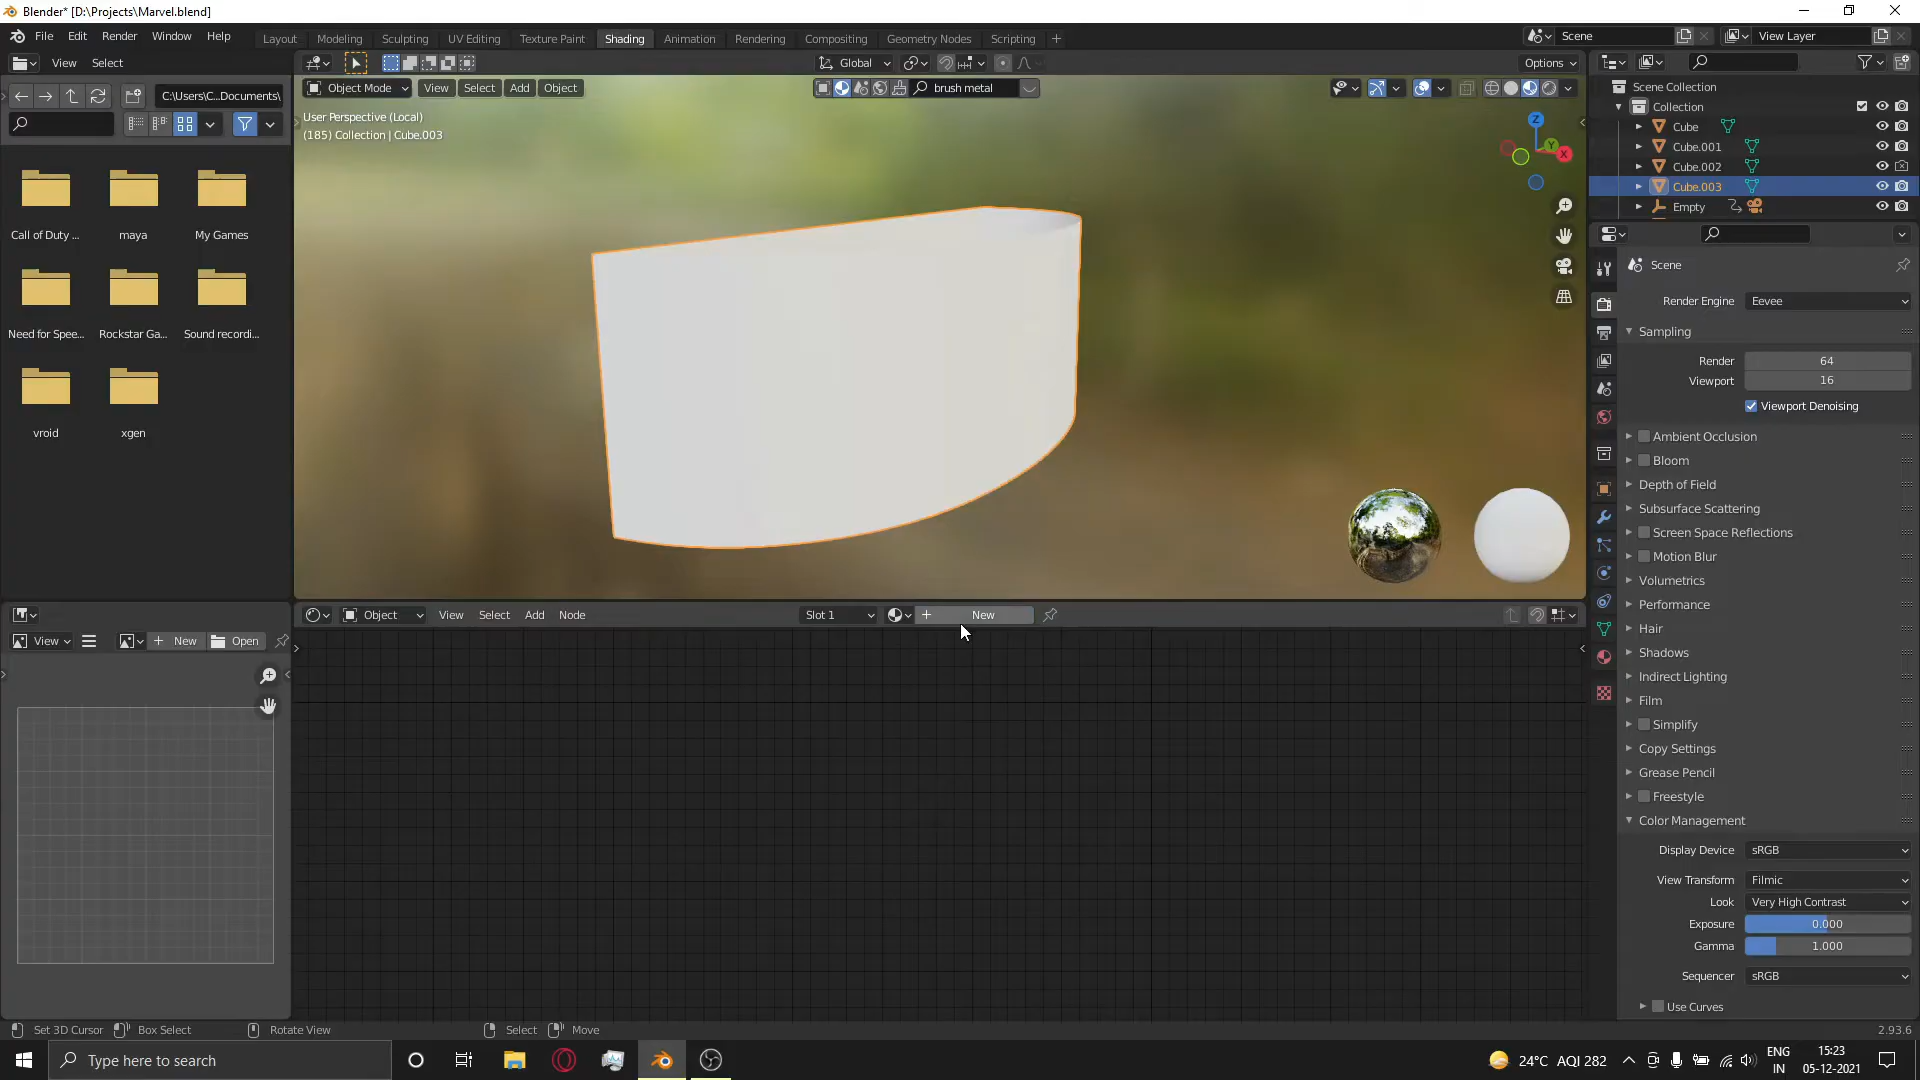 Blender* [D:\Projects\Marvel.blend]
File Edit Render Window Help
Layout Modeling Sculpting UV Editing Texture Paint Shading Animation Rendering Compositing Geometry Nodes Scripting
Scene
View Layer
View Select
Global
Options
C:\Users\C...Documents\
Object Mode View Select Add Object
brush metal
User Perspective (Local)
(185) Collection | Cube.003
Z
Y
X
Call of Duty ...
maya
My Games
Need for Spee...
Rockstar Ga...
Sound recordi...
vroid
xgen
Scene Collection
Collection
Cube
Cube.001
Cube.002
Cube.003
Empty
Scene
Render Engine Eevee
Sampling
Render 64
Viewport 16
Viewport Denoising
Ambient Occlusion
Bloom
Depth of Field
Subsurface Scattering
Screen Space Reflections
Motion Blur
Volumetrics
Performance
Hair
Shadows
Indirect Lighting
Film
Simplify
Copy Settings
Grease Pencil
Freestyle
Color Management
Display Device sRGB
View Transform Filmic
Look Very High Contrast
Exposure 0.000
Gamma 1.000
Sequencer sRGB
Use Curves
Object View Select Add Node
Slot 1
New
View
New
Open
Set 3D Cursor
Box Select
Rotate View
Select
Move
2.93.6
Type here to search
24°C AQI 282
ENG
IN
15:23
05-12-2021